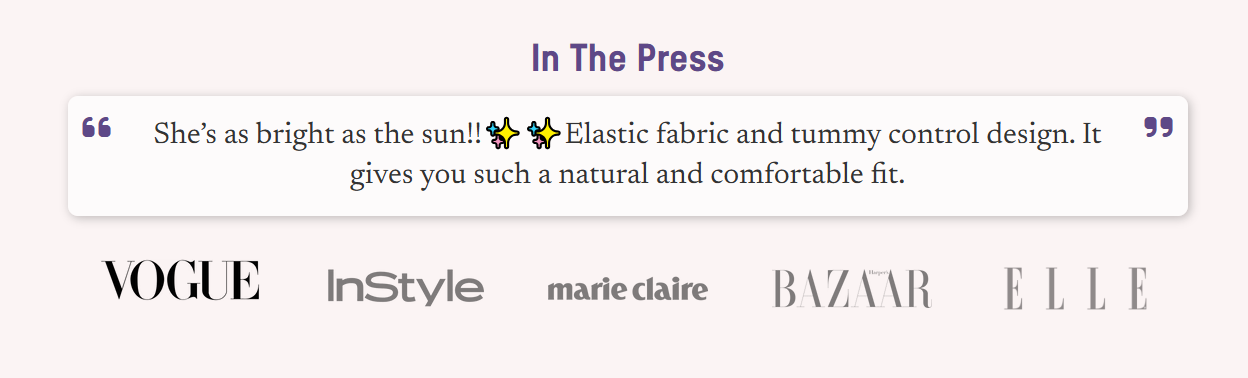 In The Press
“ She’s as bright as the sun!!✨ ✨Elastic fabric and tummy control design. It ”
gives you such a natural and comfortable fit.
VOGUE InStyle marie claire Harper's BAZAAR ELLE